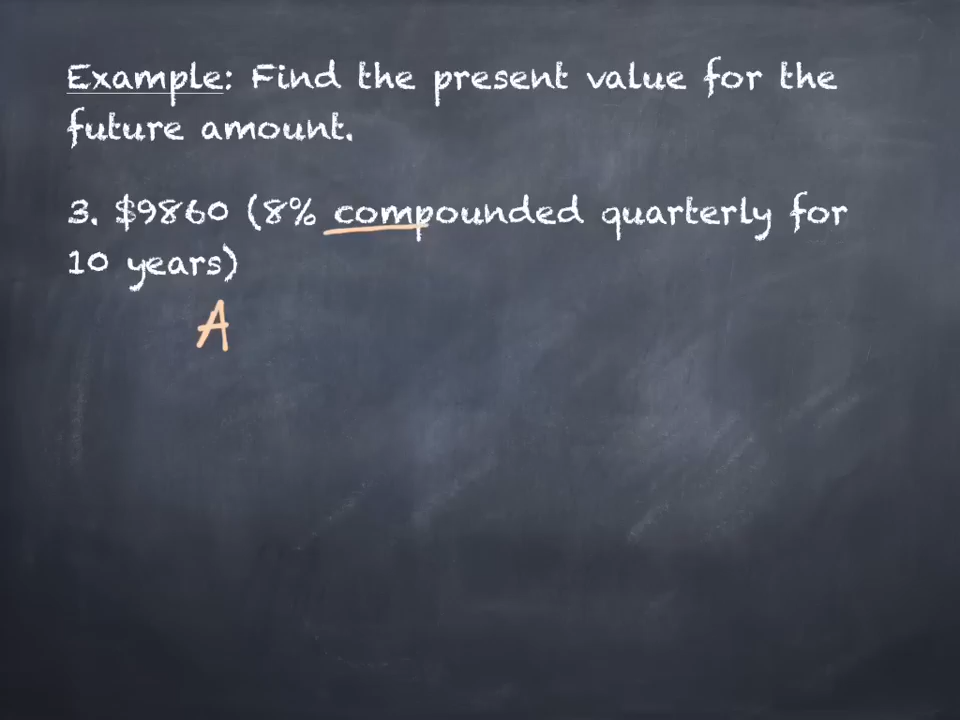 Example: Find the present value for the
future amount.
3. $9860 (8% compounded quarterly for
10 years)
A